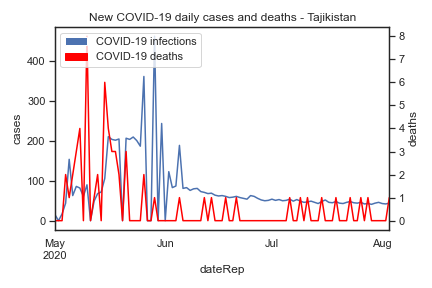 New COVID-19 daily cases and deaths - Tajikistan
COVID-19 infections
COVID-19 deaths
400
300
200
100
0
cases
8
7
6
5
4
3
2
1
0
deaths
May
2020
Jun
Jul
Aug
dateRep